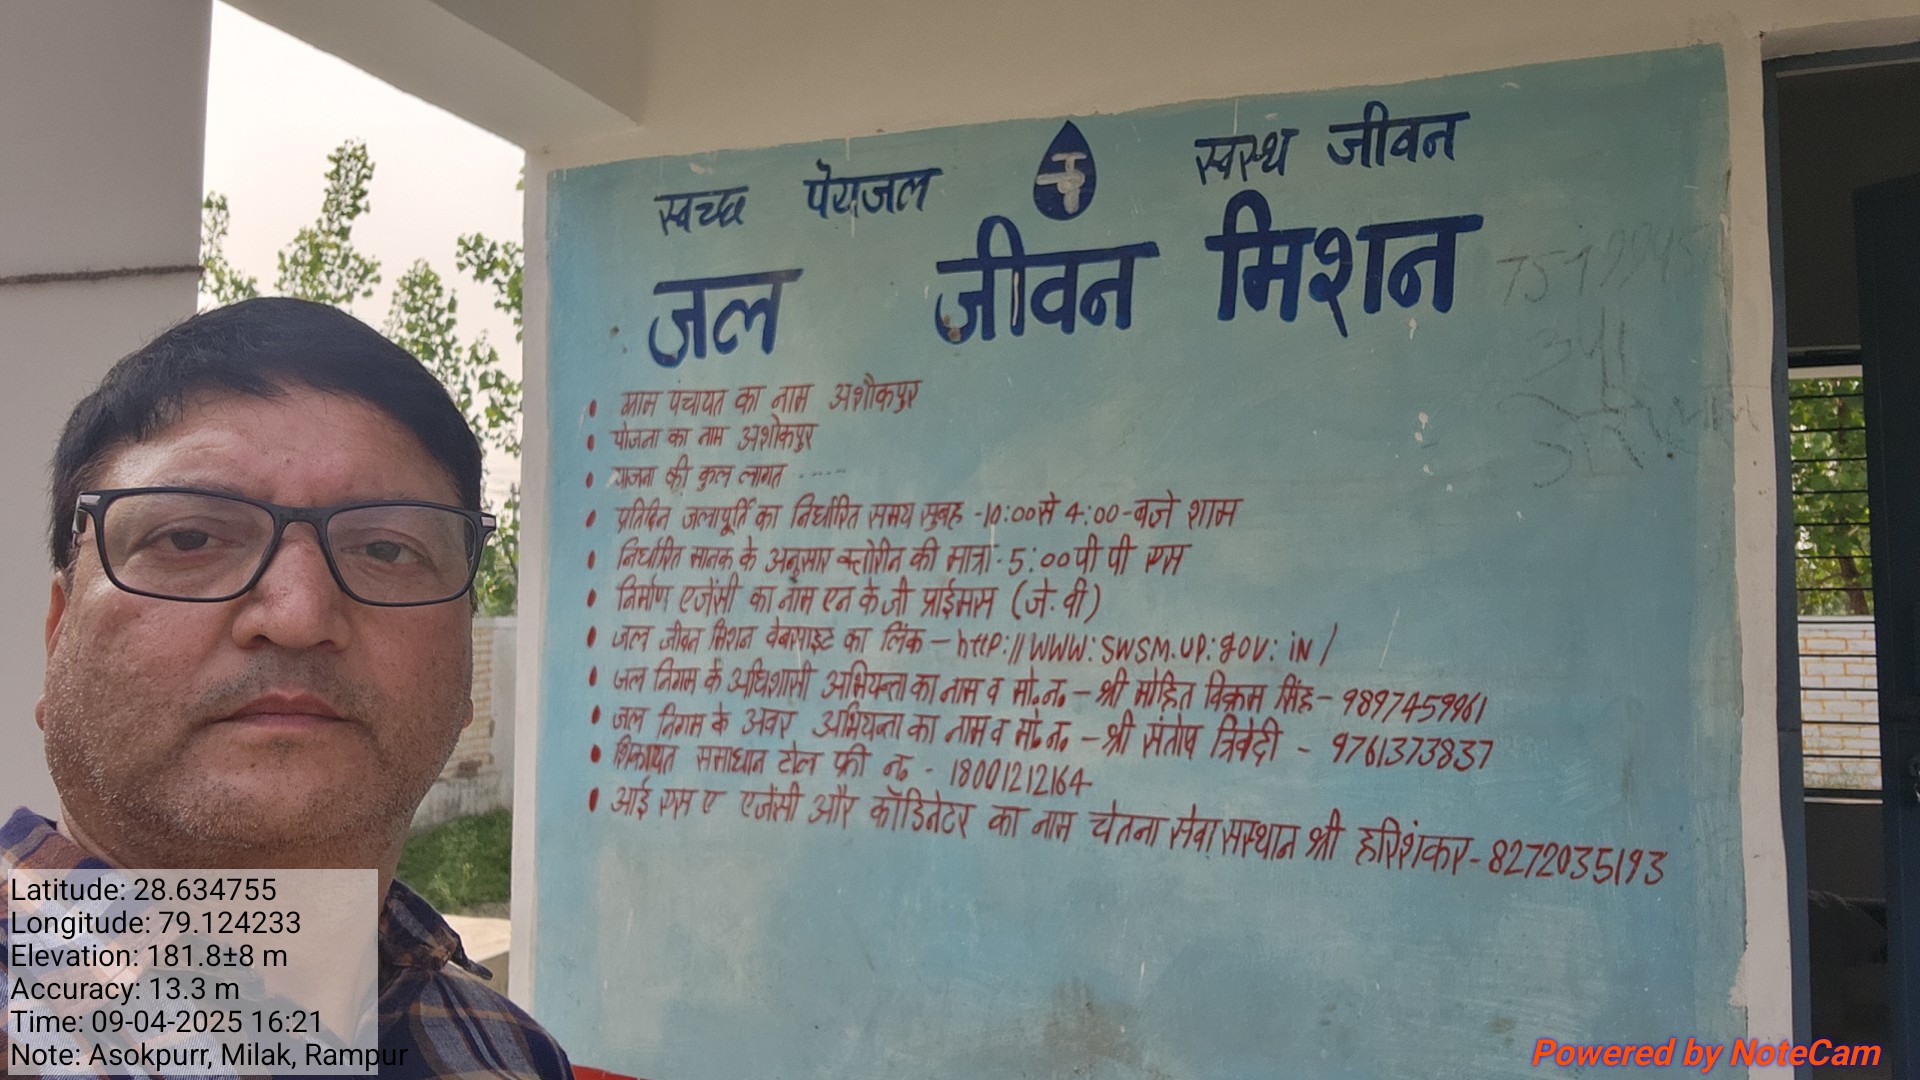 स्वच्छ पेयजल स्वस्थ जीवन
जल जीवन मिशन
• ग्राम पंचायत का नाम अशोकपुर
• योजना का नाम अशोकपुर
• योजना की कुल लागत -----
• प्रतिदिन जलापूर्ति का निर्धारित समय सुबह -10:00 से 4:00-बजे शाम
• निर्धारित मानक के अनुसार क्लोरीन की मात्रा- 5:00 पी पी एम
• निर्माण एजेंसी का नाम एन के जी प्राईमस (जे. वी)
• जल जीवन मिशन वेबसाइट का लिंक – http://WWW:SWSM.UP:gov:iN/
• जल निगम के अधिशासी अभियन्ता का नाम व मो.न. – श्री मोहित विक्रम सिंह – 9897459961
• जल निगम के अवर अभियन्ता का नाम व मो.न. – श्री संतोष त्रिवेदी - 9761373837
• शिकायत समाधान टोल फ्री न. - 18001212164
• आई एस ए एजेंसी और कॉडिनेटर का नाम चेतना सेवा सस्थान श्री हरिशंकर - 8272035193
Latitude: 28.634755
Longitude: 79.124233
Elevation: 181.8±8 m
Accuracy: 13.3 m
Time: 09-04-2025 16:21
Note: Asokpurr, Milak, Rampur
Powered by NoteCam